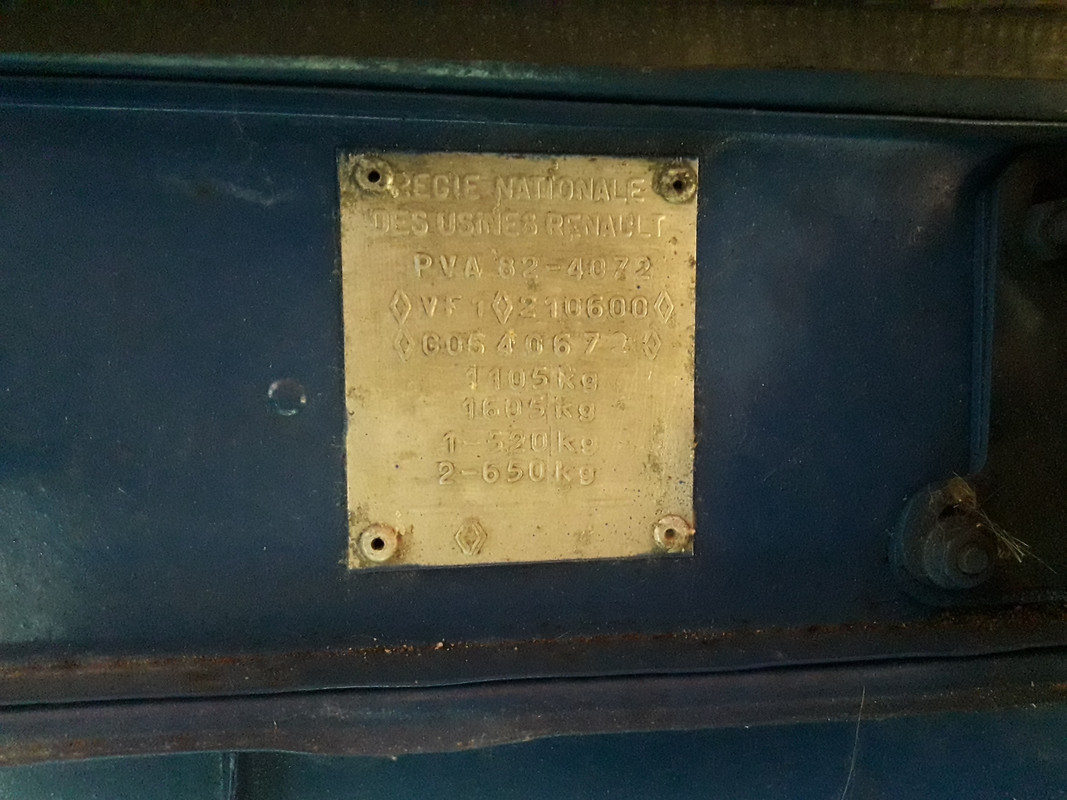 REGIE NATIONALE
DES USINES RENAULT
PVA 82-4072
◊VF1◊210600◊
1105kg
1605kg
1-520kg
2-650kg